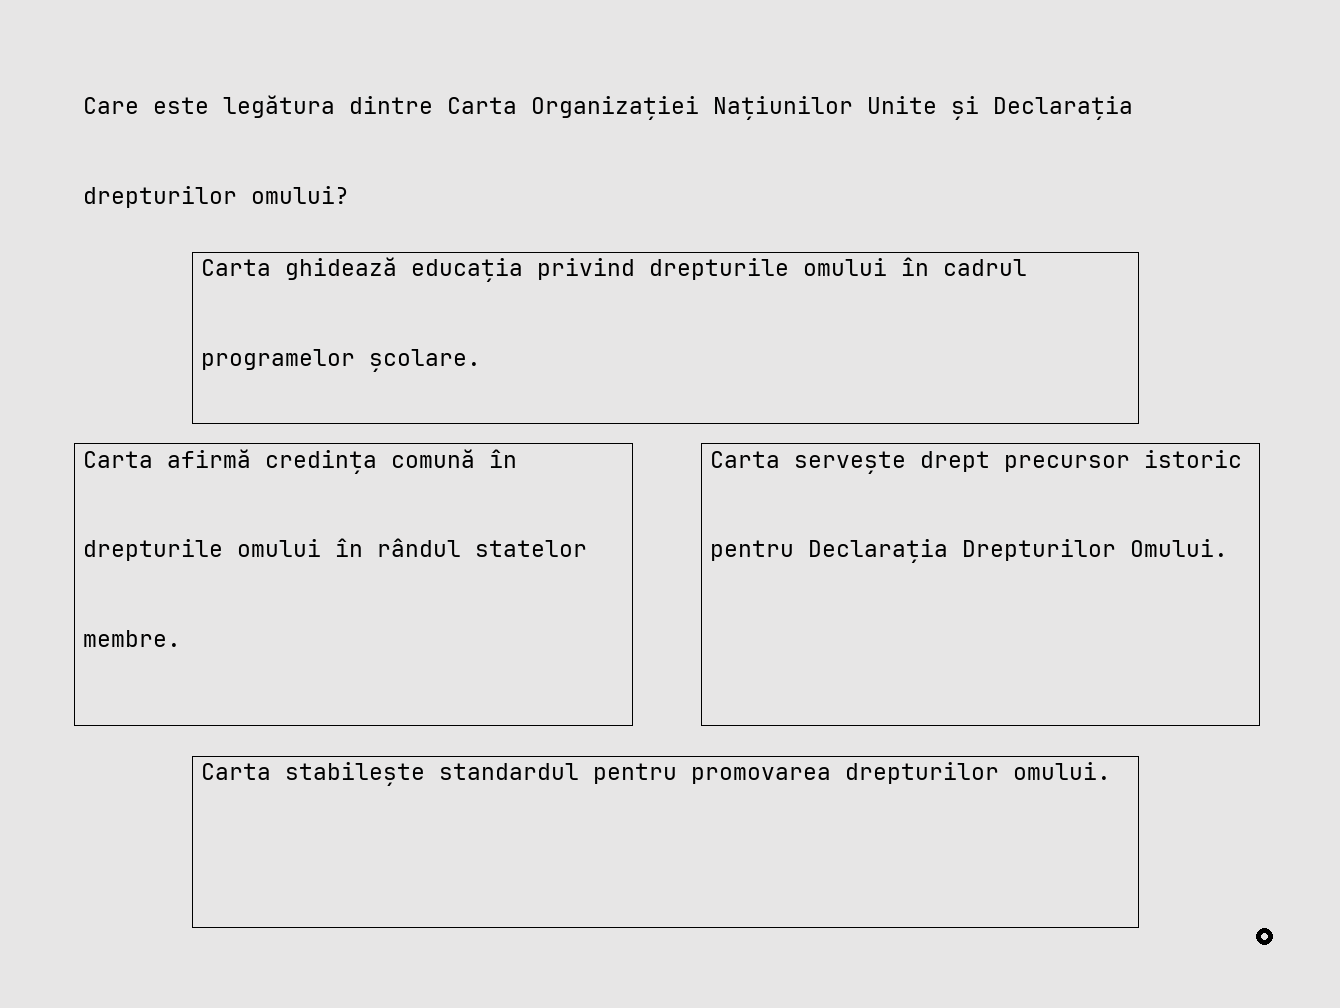 Care este legătura dintre Carta Organizației Națiunilor Unite și Declarația
drepturilor omului?
Carta ghidează educația privind drepturile omului în cadrul
programelor școlare.
Carta afirmă credința comună în
drepturile omului în rândul statelor
membre.
Carta servește drept precursor istoric
pentru Declarația Drepturilor Omului.
Carta stabilește standardul pentru promovarea drepturilor omului.